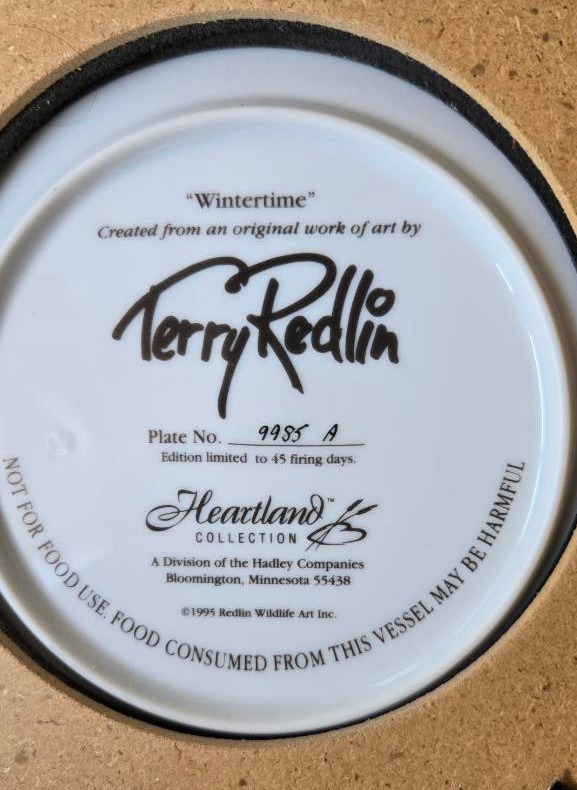 "Wintertime"
Created from an original work of art by
Terry Redlin
Plate No. 9985 A
Edition limited to 45 firing days.
Heartland™
COLLECTION
A Division of the Hadley Companies
Bloomington, Minnesota 55438
©1995 Redlin Wildlife Art Inc.
NOT FOR FOOD USE. FOOD CONSUMED FROM THIS VESSEL MAY BE HARMFUL